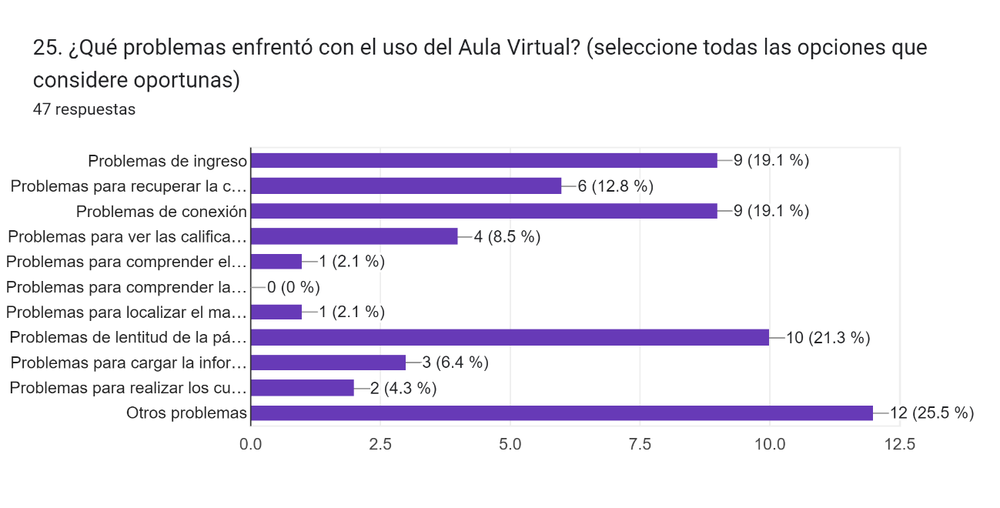 25. ¿Qué problemas enfrentó con el uso del Aula Virtual? (seleccione todas las opciones que
considere oportunas)
47 respuestas
Problemas de ingreso 9 (19.1 %)
Problemas para recuperar la c… 6 (12.8 %)
Problemas de conexión 9 (19.1 %)
Problemas para ver las califica… 4 (8.5 %)
Problemas para comprender el… 1 (2.1 %)
Problemas para comprender la… 0 (0 %)
Problemas para localizar el ma… 1 (2.1 %)
Problemas de lentitud de la pá… 10 (21.3 %)
Problemas para cargar la infor… 3 (6.4 %)
Problemas para realizar los cu… 2 (4.3 %)
Otros problemas 12 (25.5 %)
0.0 2.5 5.0 7.5 10.0 12.5